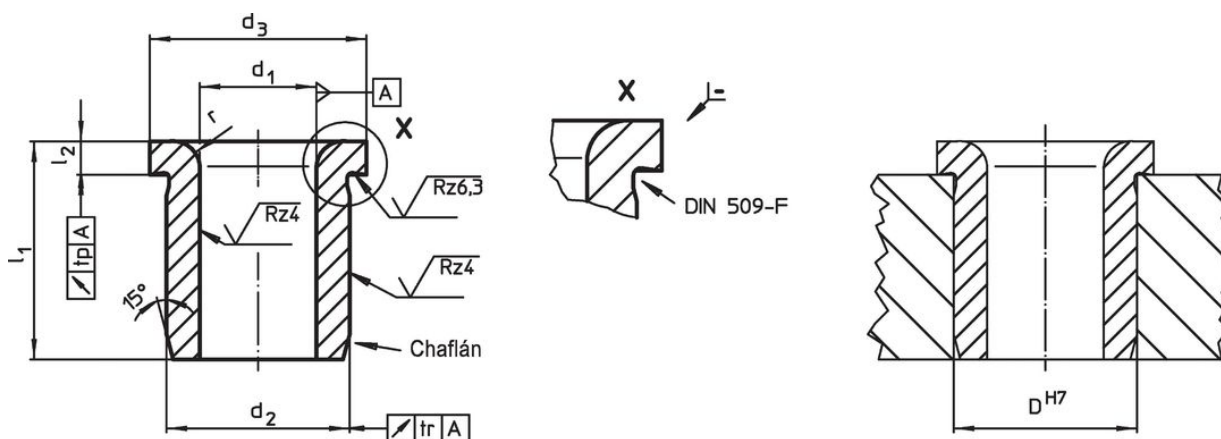 d3
d1
A
r
X
l2
Rz6,3
Rz4
tp A
l1
Rz4
15°
Chaflán
d2
tr A
X
DIN 509-F
D H7